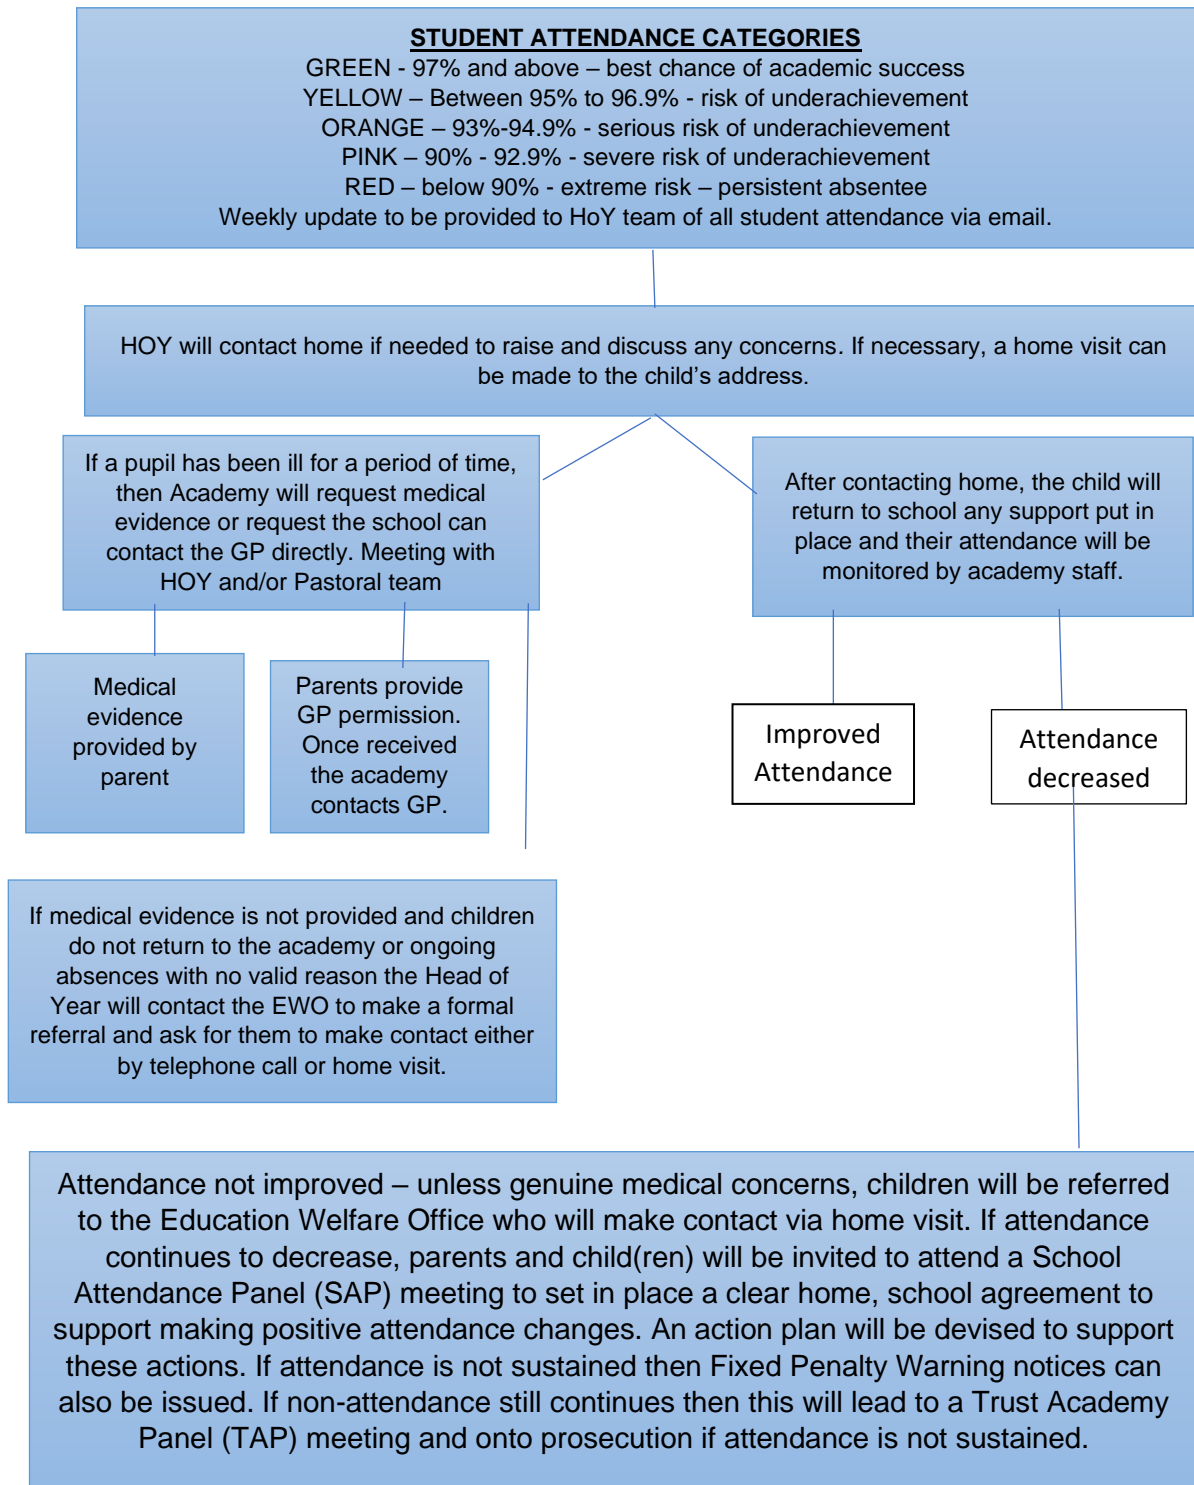 STUDENT ATTENDANCE CATEGORIES
GREEN - 97% and above – best chance of academic success
YELLOW – Between 95% to 96.9% - risk of underachievement
ORANGE – 93%-94.9% - serious risk of underachievement
PINK – 90% - 92.9% - severe risk of underachievement
RED – below 90% - extreme risk – persistent absentee
Weekly update to be provided to HoY team of all student attendance via email.
HOY will contact home if needed to raise and discuss any concerns. If necessary, a home visit can
be made to the child’s address.
If a pupil has been ill for a period of time,
then Academy will request medical
evidence or request the school can
contact the GP directly. Meeting with
HOY and/or Pastoral team
After contacting home, the child will
return to school any support put in
place and their attendance will be
monitored by academy staff.
Medical
evidence
provided by
parent
Parents provide
GP permission.
Once received
the academy
contacts GP.
Improved
Attendance
Attendance
decreased
If medical evidence is not provided and children
do not return to the academy or ongoing
absences with no valid reason the Head of
Year will contact the EWO to make a formal
referral and ask for them to make contact either
by telephone call or home visit.
Attendance not improved – unless genuine medical concerns, children will be referred
to the Education Welfare Office who will make contact via home visit. If attendance
continues to decrease, parents and child(ren) will be invited to attend a School
Attendance Panel (SAP) meeting to set in place a clear home, school agreement to
support making positive attendance changes. An action plan will be devised to support
these actions. If attendance is not sustained then Fixed Penalty Warning notices can
also be issued. If non-attendance still continues then this will lead to a Trust Academy
Panel (TAP) meeting and onto prosecution if attendance is not sustained.